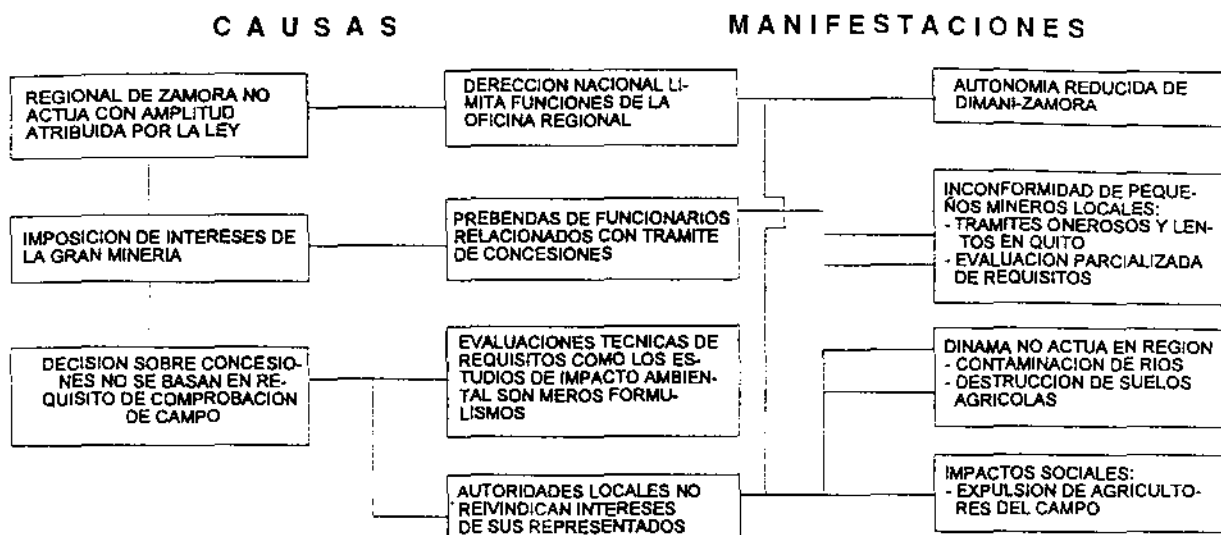 CAUSAS
MANIFESTACIONES
REGIONAL DE ZAMORA NO
ACTUA CON AMPLITUD
ATRIBUIDA POR LA LEY
DERECCION NACIONAL LI-
MITA FUNCIONES DE LA
OFICINA REGIONAL
AUTONOMIA REDUCIDA DE
DIMANI-ZAMORA
IMPOSICION DE INTERESES DE
LA GRAN MINERIA
PREBENDAS DE FUNCIONARIOS
RELACIONADOS CON TRAMITE
DE CONCESIONES
INCONFORMIDAD DE PEQUE-
ÑOS MINEROS LOCALES:
- TRAMITES ONEROSOS Y LEN-
TOS EN QUITO
- EVALUACION PARCIALIZADA
DE REQUISITOS
DECISION SOBRE CONCESIO-
NES NO SE BASAN EN RE-
QUISITO DE COMPROBACION
DE CAMPO
EVALUACIONES TECNICAS DE
REQUISITOS COMO LOS ES-
TUDIOS DE IMPACTO AMBIEN-
TAL SON MEROS FORMU-
LISMOS
DINAMA NO ACTUA EN REGION
- CONTAMINACION DE RIOS
- DESTRUCCION DE SUELOS
AGRICOLAS
AUTORIDADES LOCALES NO
REIVINDICAN INTERESES
DE SUS REPRESENTADOS
IMPACTOS SOCIALES:
- EXPULSION DE AGRICULTO-
RES DEL CAMPO